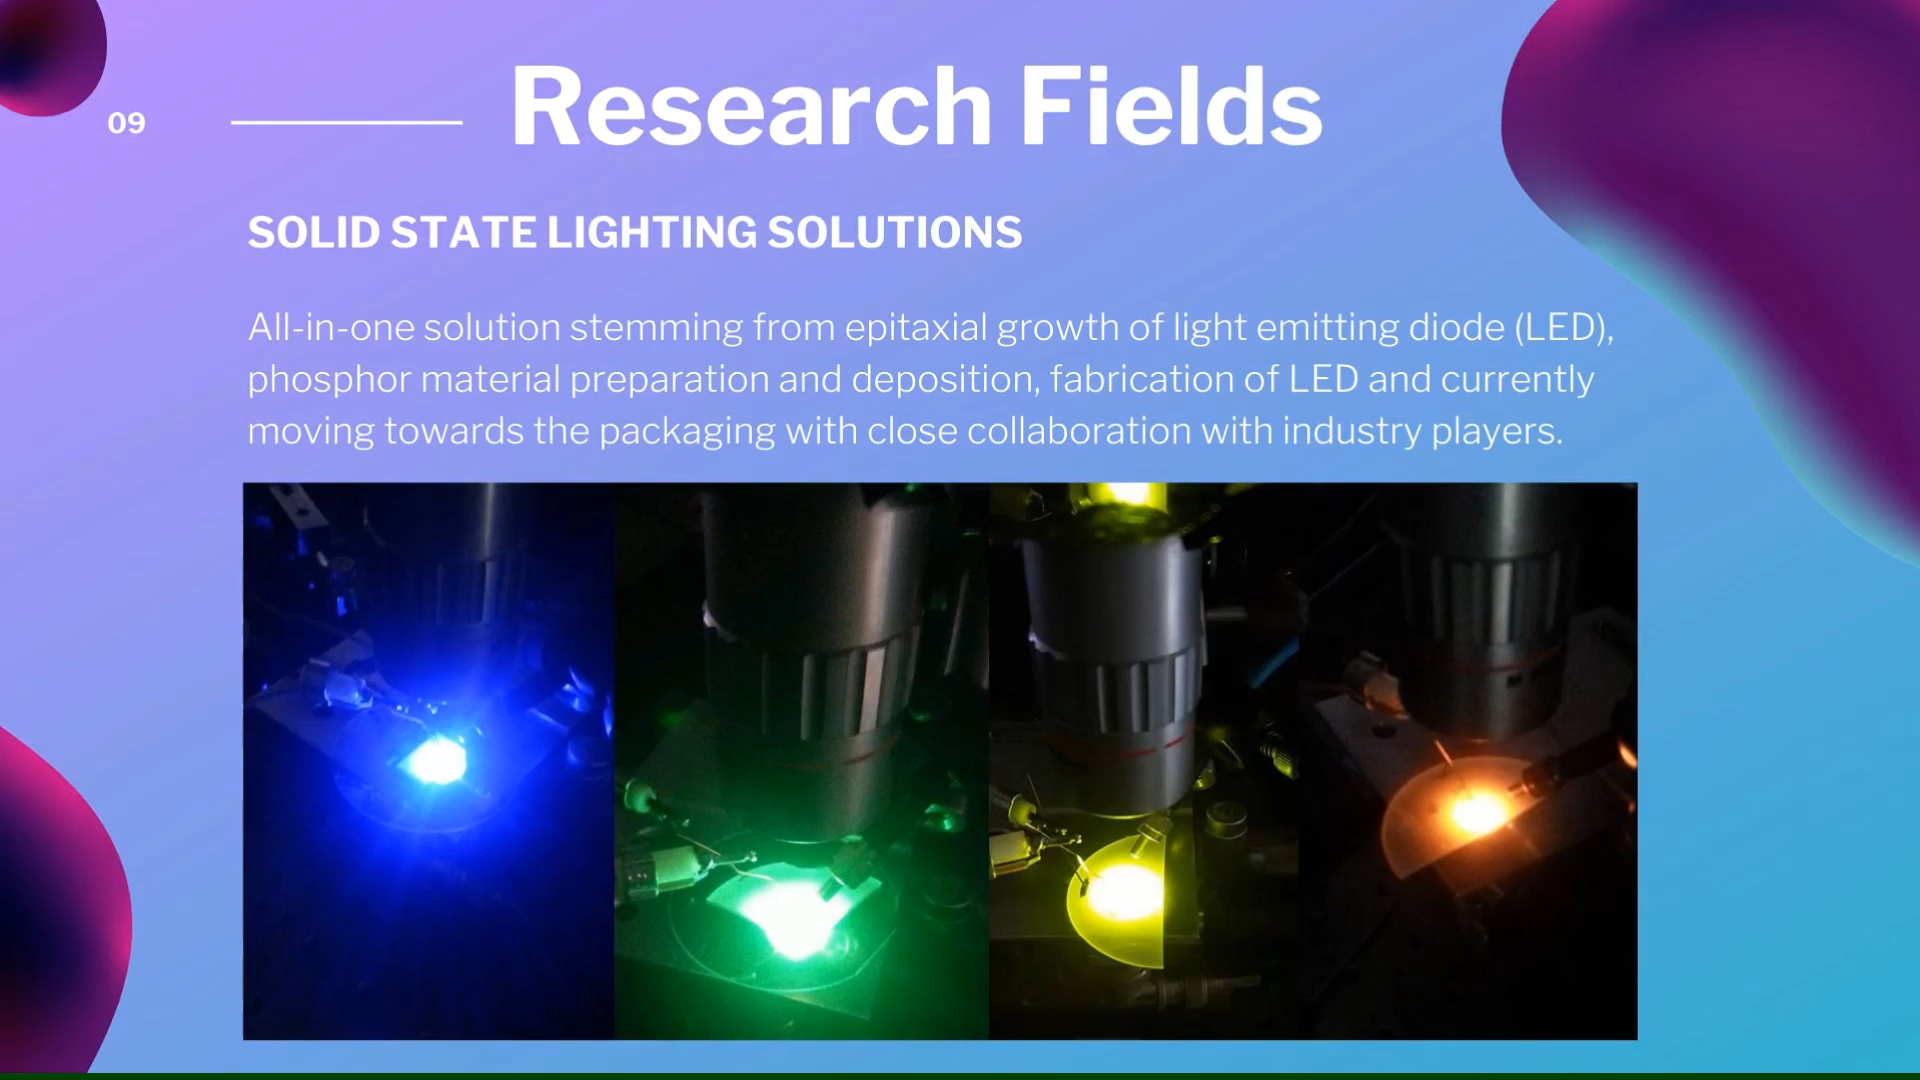 09
Research Fields
SOLID STATE LIGHTING SOLUTIONS
All-in-one solution stemming from epitaxial growth of light emitting diode (LED),
phosphor material preparation and deposition, fabrication of LED and currently
moving towards the packaging with close collaboration with industry players.